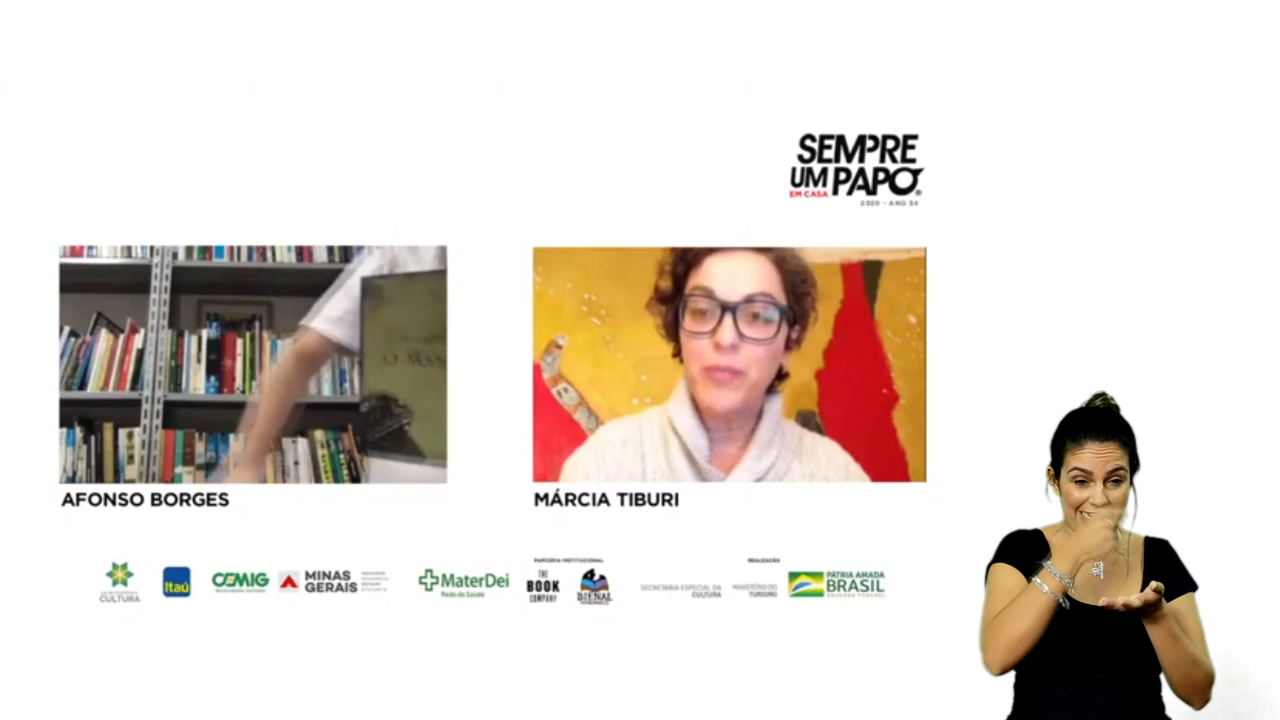 SEMPRE
UM PAPO
EM CASA
2020 - ANO 34
AFONSO BORGES
MÁRCIA TIBURI
PARCERIA INSTITUCIONAL
REALIZAÇÃO
CULTURA
Itaú
CEMIG
MINAS
GERAIS
MaterDei
Rede de Saúde
THE
BOOK
COMPANY
BIENAL
SECRETARIA ESPECIAL DA
CULTURA
MINISTÉRIO DO
TURISMO
PÁTRIA AMADA
BRASIL
GOVERNO FEDERAL